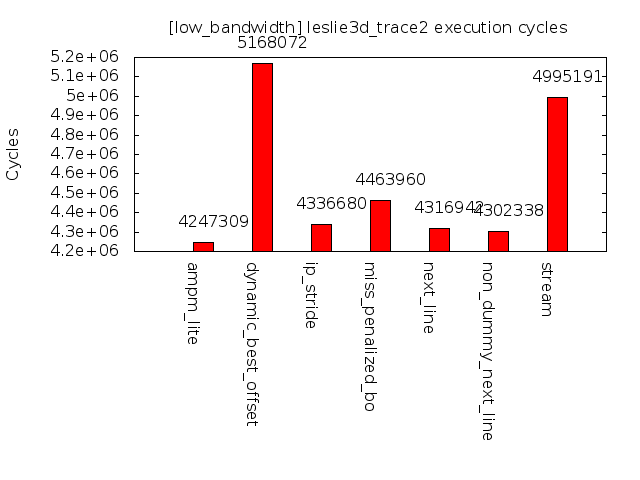 [low_bandwidth] leslie3d_trace2 execution cycles
Cycles
5.2e+06
5.1e+06
5e+06
4.9e+06
4.8e+06
4.7e+06
4.6e+06
4.5e+06
4.4e+06
4.3e+06
4.2e+06
4247309
5168072
4336680
4463960
4316942
4302338
4995191
ampm_lite
dynamic_best_offset
ip_stride
miss_penalized_bo
next_line
non_dummy_next_line
stream